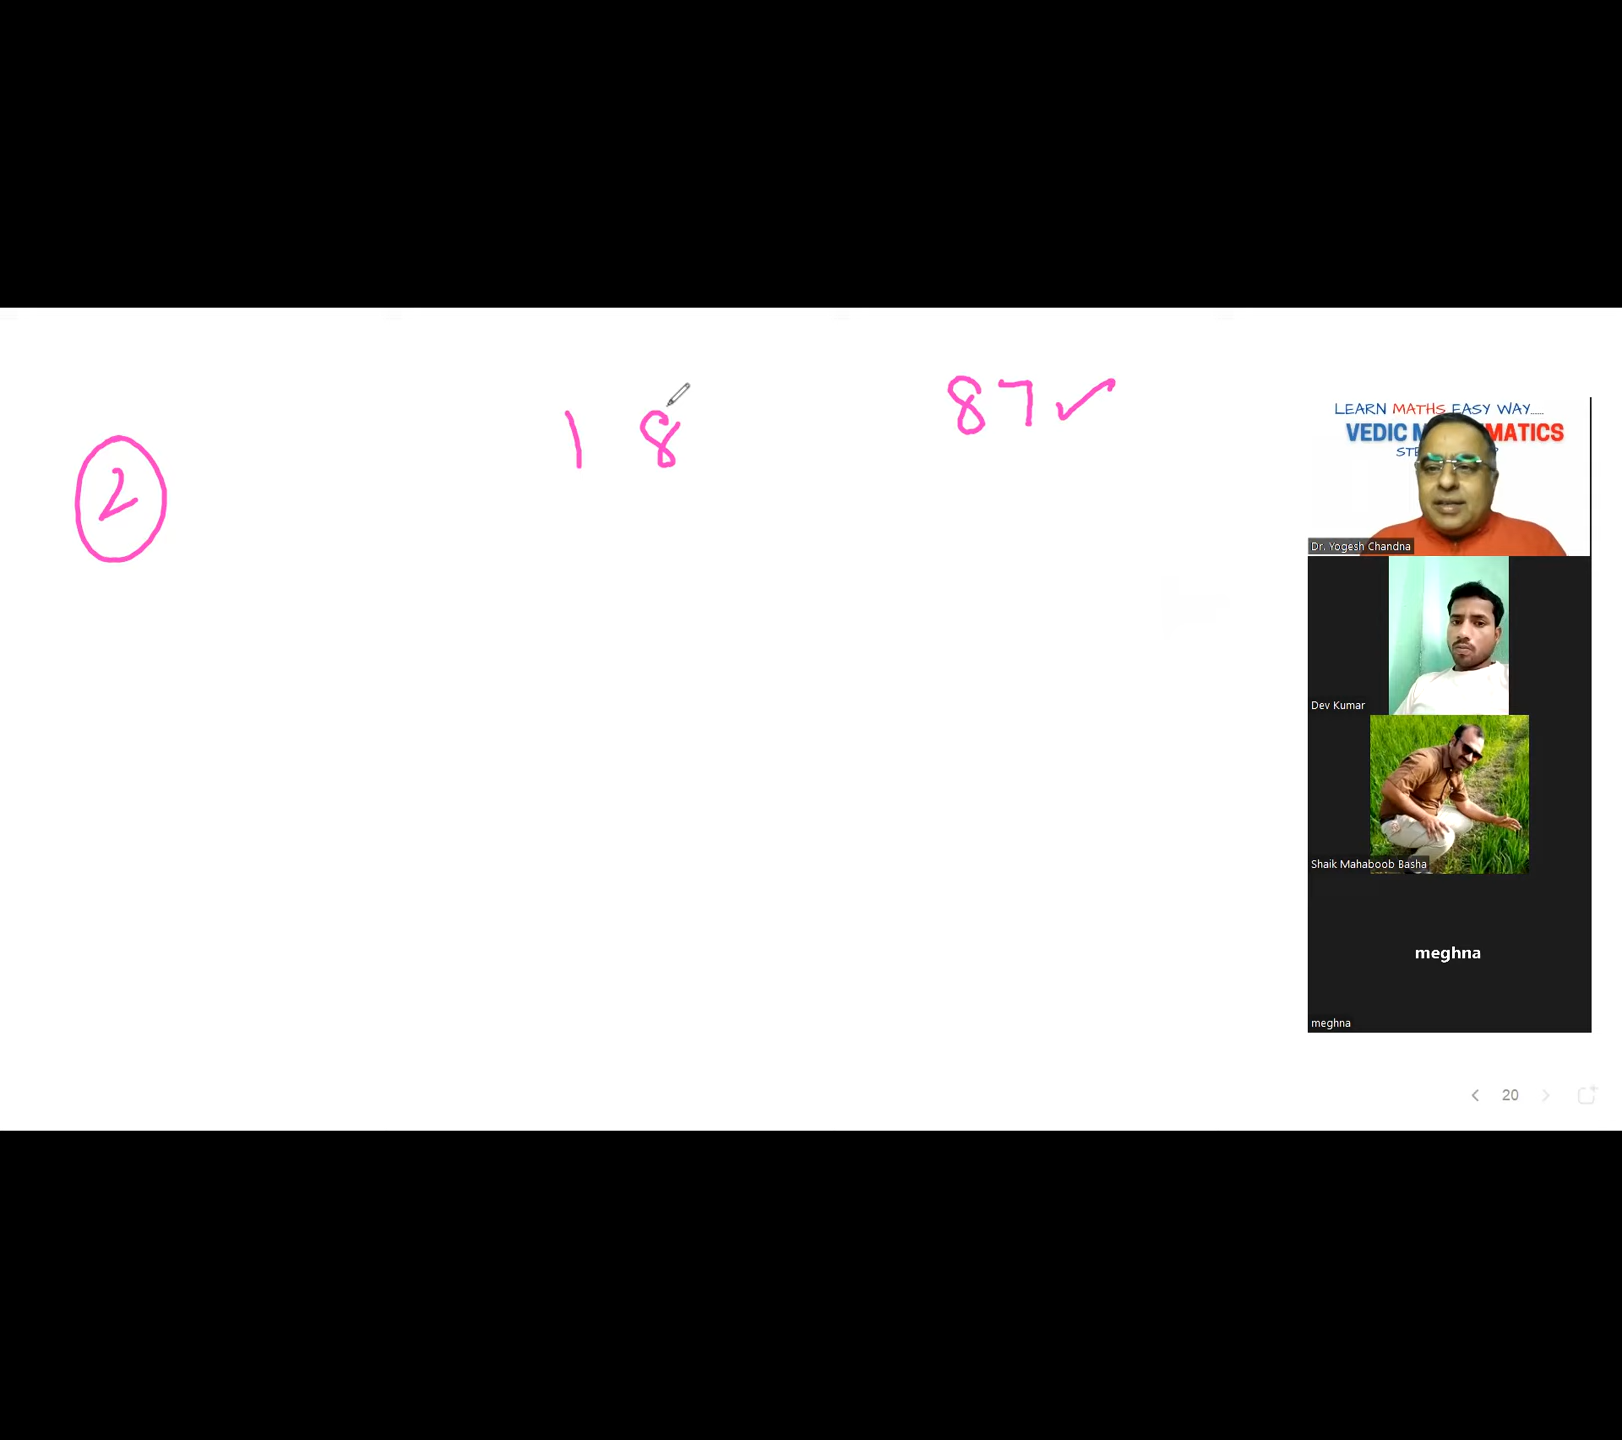 87✓
1 8
2
LEARN MATHS EASY WAY......
VEDIC M MATICS
STE P
Dr. Yogesh Chandna
Dev Kumar
Shaik Mahaboob Basha
meghna
meghna
< 20 >